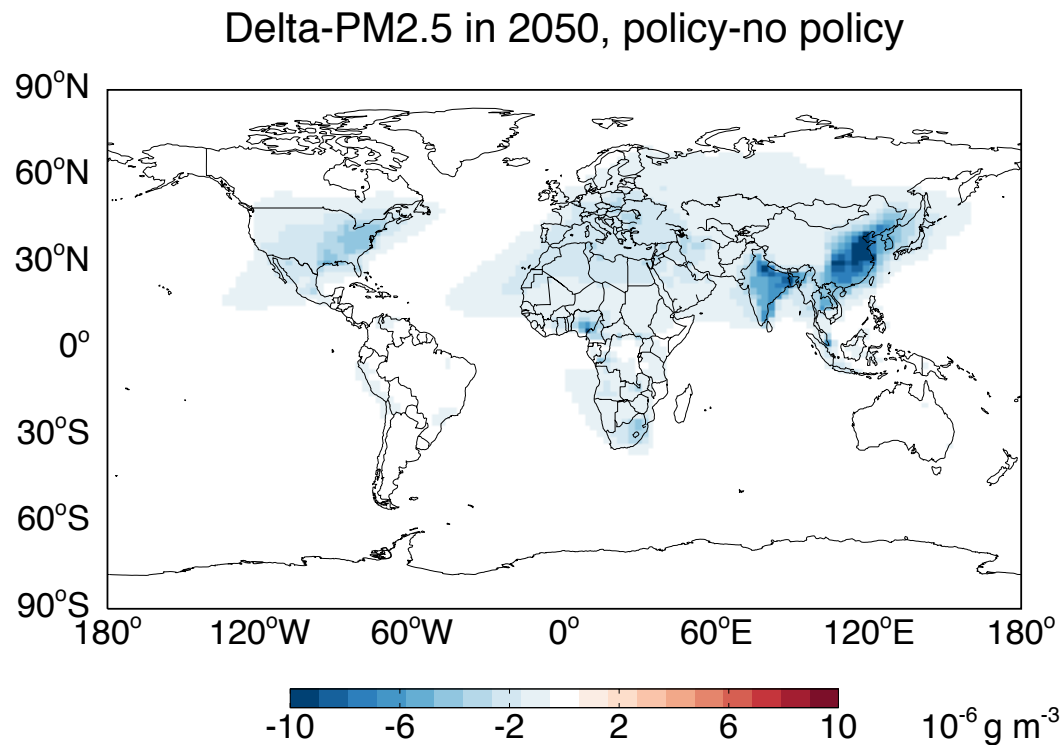 Delta-PM2.5 in 2050, policy-no policy
90°N
60°N
30°N
0°
30°S
60°S
90°S
180° 120°W 60°W 0° 60°E 120°E 180°
-10 -6 -2 2 6 10 10⁻⁶ g m⁻³